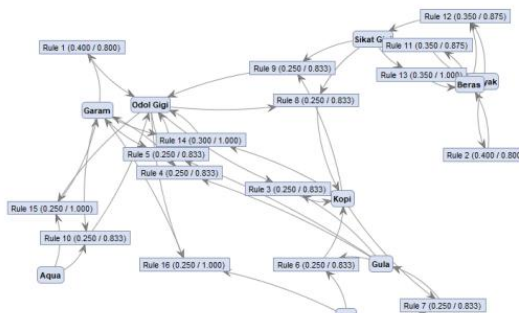 Rule 12 (0.350 / 0.875)
Sikat Gigi
Rule 1 (0.400 / 0.800)
Rule 11 (0.350 / 0.875)
Rule 9 (0.250 / 0.833)
Rule 13 (0.350 / 1.000)
Beras
yak
Rule 8 (0.250 / 0.833)
Odol Gigi
Garam
Rule 14 (0.300 / 1.000)
Rule 5 (0.250 / 0.833)
Rule 2 (0.400 / 0.800
Rule 4 (0.250 / 0.833)
Rule 3 (0.250 / 0.833)
Kopi
Rule 15 (0.250 / 1.000)
Rule 10 (0.250 / 0.833)
Rule 16 (0.250 / 1.000)
Rule 6 (0.250 / 0.833)
Gula
Aqua
Rule 7 (0.250 / 0.833)